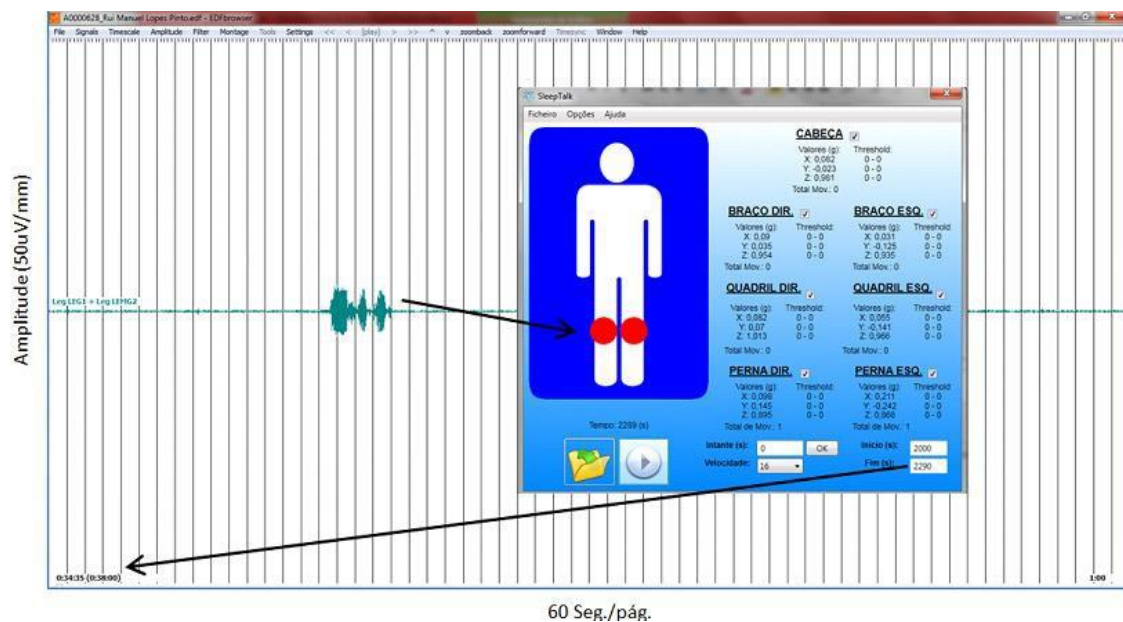 A0000628_Rui Manuel Lopes Pinto.edf - EDFbrowser
File Signals Timescale Amplitude Filter Montage Tools Settings << < [play] > >> ^ v zoomback zoomforward Timesync Window Help
Amplitude (50uV/mm)
Leg LEG1 + Leg LEMG2
SleepTalk
Ficheiro Opções Ajuda
CABEÇA
Valores (g): Threshold:
X: 0,082 0 - 0
Y: -0,023 0 - 0
Z: 0,981 0 - 0
Total Mov.: 0
BRACO DIR. BRACO ESQ.
Valores (g): Threshold: Valores (g): Threshold:
X: 0,09 0 - 0 X: 0,031 0 - 0
Y: 0,035 0 - 0 Y: -0,125 0 - 0
Z: 0,954 0 - 0 Z: 0,935 0 - 0
Total Mov.: 0 Total Mov.: 0
QUADRIL DIR. QUADRIL ESQ.
Valores (g): Threshold: Valores (g): Threshold:
X: 0,082 0 - 0 X: 0,055 0 - 0
Y: 0,07 0 - 0 Y: -0,141 0 - 0
Z: 1,013 0 - 0 Z: 0,966 0 - 0
Total Mov.: 0 Total Mov.: 0
PERNA DIR. PERNA ESQ.
Valores (g): Threshold: Valores (g): Threshold
X: 0,098 0 - 0 X: 0,211 0 - 0
Y: 0,145 0 - 0 Y: -0,242 0 - 0
Z: 0,895 0 - 0 Z: 0,968 0 - 0
Total de Mov.: 1 Total de Mov.: 1
Tempo: 2289 (s)
Intante (s): 0 OK Inicio (s): 2000
Velocidade: 16 Fim (s): 2290
0:34:35 (0:38:00) 1:00
60 Seg./pág.